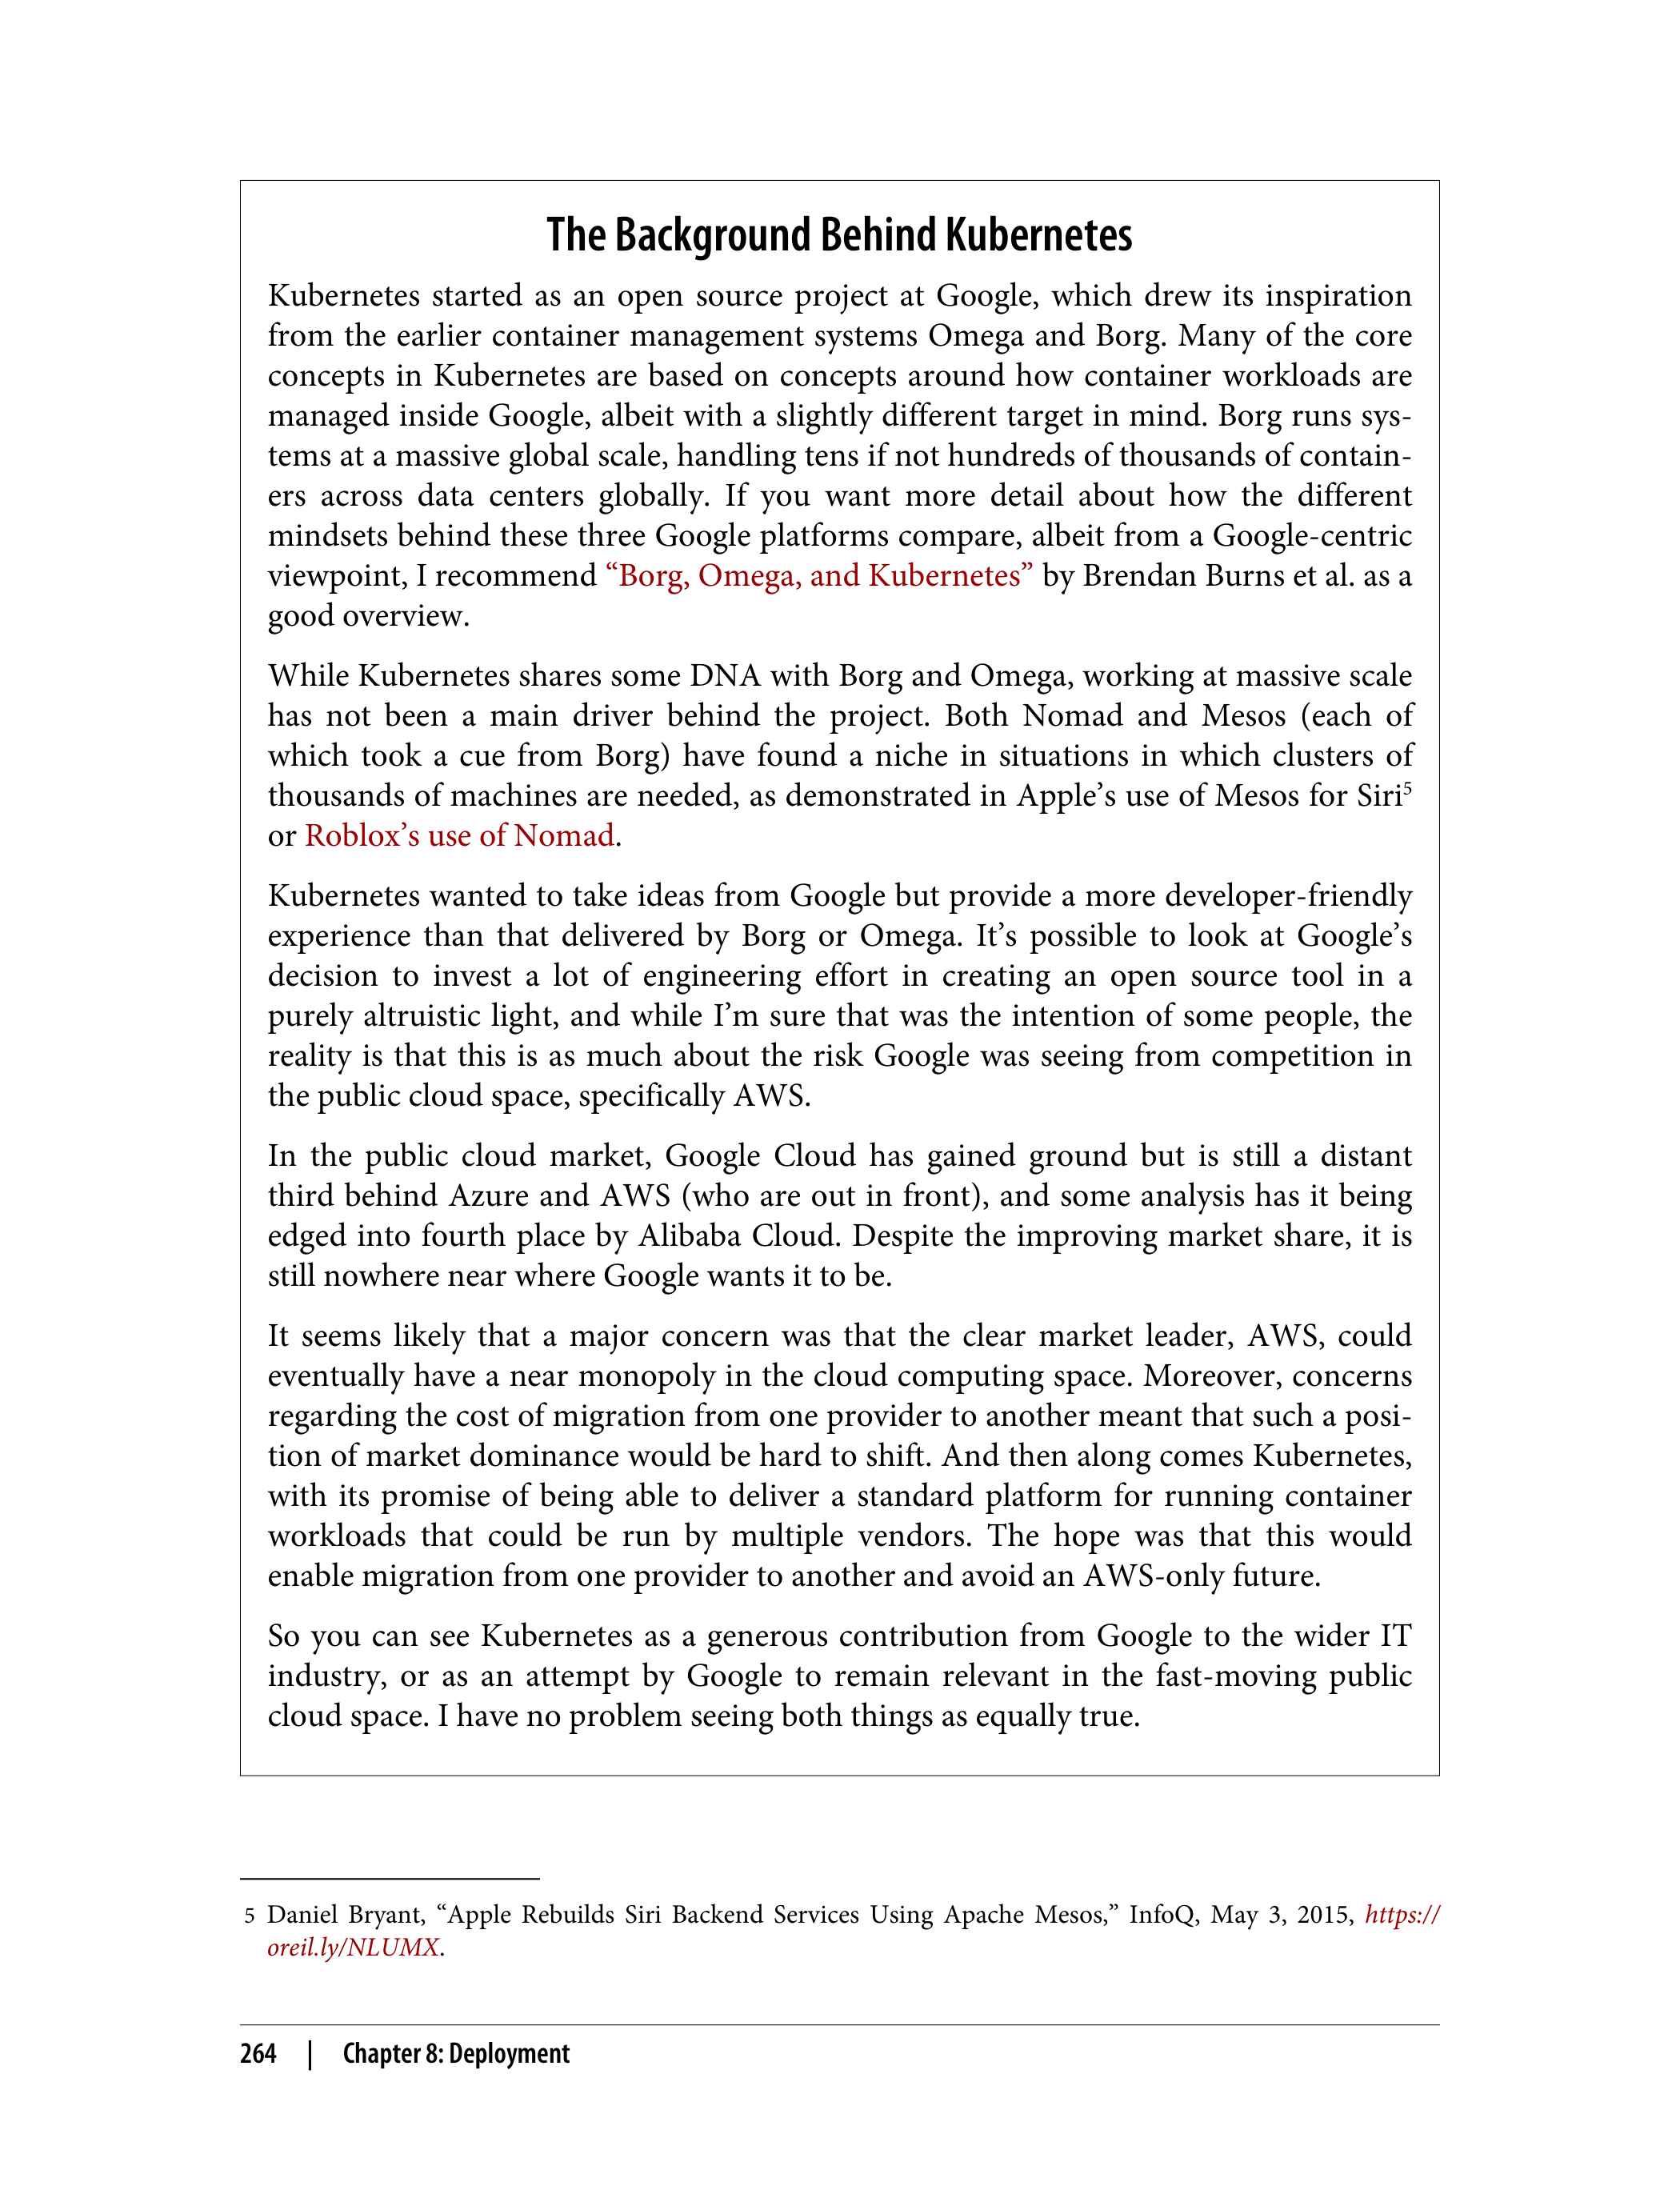 The Background Behind Kubernetes
Kubernetes started as an open source project at Google, which drew its inspiration
from the earlier container management systems Omega and Borg. Many of the core
concepts in Kubernetes are based on concepts around how container workloads are
managed inside Google, albeit with a slightly different target in mind. Borg runs sys-
tems at a massive global scale, handling tens if not hundreds of thousands of contain-
ers across data centers globally. If you want more detail about how the different
mindsets behind these three Google platforms compare, albeit from a Google-centric
viewpoint, I recommend “Borg, Omega, and Kubernetes” by Brendan Burns et al. as a
good overview.
While Kubernetes shares some DNA with Borg and Omega, working at massive scale
has not been a main driver behind the project. Both Nomad and Mesos (each of
which took a cue from Borg) have found a niche in situations in which clusters of
thousands of machines are needed, as demonstrated in Apple’s use of Mesos for Siri5
or Roblox’s use of Nomad.
Kubernetes wanted to take ideas from Google but provide a more developer-friendly
experience than that delivered by Borg or Omega. It’s possible to look at Google’s
decision to invest a lot of engineering effort in creating an open source tool in a
purely altruistic light, and while I’m sure that was the intention of some people, the
reality is that this is as much about the risk Google was seeing from competition in
the public cloud space, specifically AWS.
In the public cloud market, Google Cloud has gained ground but is still a distant
third behind Azure and AWS (who are out in front), and some analysis has it being
edged into fourth place by Alibaba Cloud. Despite the improving market share, it is
still nowhere near where Google wants it to be.
It seems likely that a major concern was that the clear market leader, AWS, could
eventually have a near monopoly in the cloud computing space. Moreover, concerns
regarding the cost of migration from one provider to another meant that such a posi-
tion of market dominance would be hard to shift. And then along comes Kubernetes,
with its promise of being able to deliver a standard platform for running container
workloads that could be run by multiple vendors. The hope was that this would
enable migration from one provider to another and avoid an AWS-only future.
So you can see Kubernetes as a generous contribution from Google to the wider IT
industry, or as an attempt by Google to remain relevant in the fast-moving public
cloud space. I have no problem seeing both things as equally true.
5 Daniel Bryant, “Apple Rebuilds Siri Backend Services Using Apache Mesos,” InfoQ, May 3, 2015, https://
oreil.ly/NLUMX.
264 | Chapter 8: Deployment